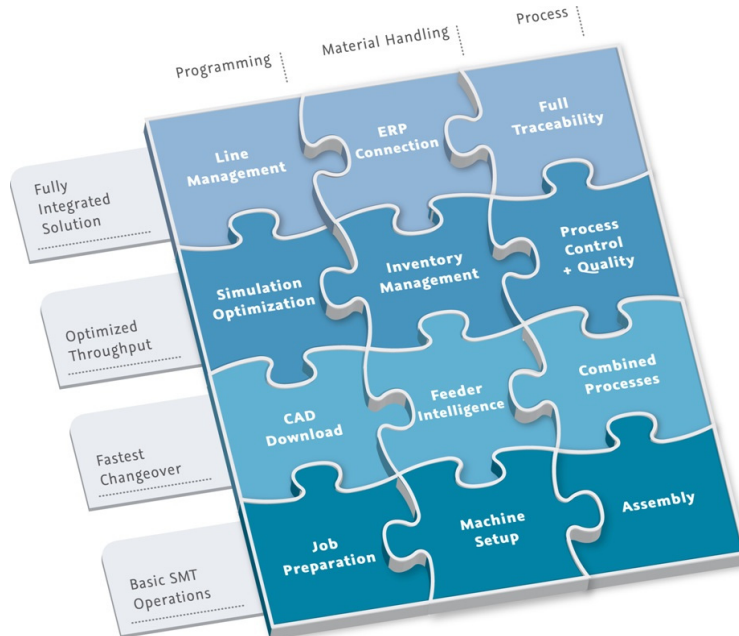 Programming
Material Handling
Process
Fully
Integrated
Solution
Line
Management
ERP
Connection
Full
Traceability
Optimized
Throughput
Simulation
Optimization
Inventory
Management
Process
Control
+ Quality
Fastest
Changeover
CAD
Download
Feeder
Intelligence
Combined
Processes
Basic SMT
Operations
Job
Preparation
Machine
Setup
Assembly